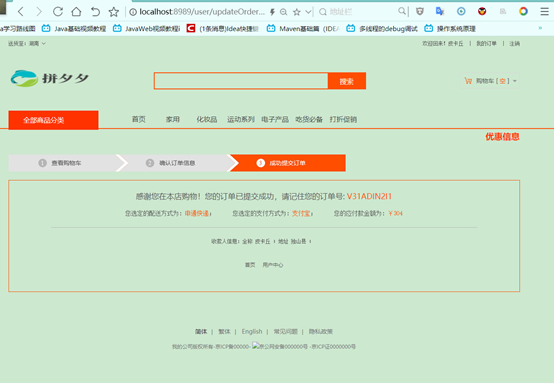 localhost:8989/user/updateOrder... 地址栏
a学习路线图 Java基础视频教程 JavaWeb视频教程i (1条消息)Idea快捷键 Maven基础篇（IDE 多线程的debug调试 操作系统原理 »
送货至：湖南 欢迎回来! 皮卡丘 | 我的订单 | 注销
拼夕夕 搜索 购物车 [空]
全部商品分类 首页 家用 化妆品 运动系列 电子产品 吃货必备 打折促销
优惠信息
1 查看购物车 2 确认订单信息 3 成功提交订单
感谢您在本店购物！您的订单已提交成功，请记住您的订单号: V31ADIN2I1
您选定的配送方式为：申请快递； 您选定的支付方式为：支付宝； 您的应付款金额为：￥304
收索人信息：全称 皮卡丘 ；地址 独山县 ；
首页 用户中心
简体 | 繁体 | English | 常见问题 | 隐私政策
我的公司版权所有-京ICP备00000- 京公网安备000000号-京ICP证0000000号